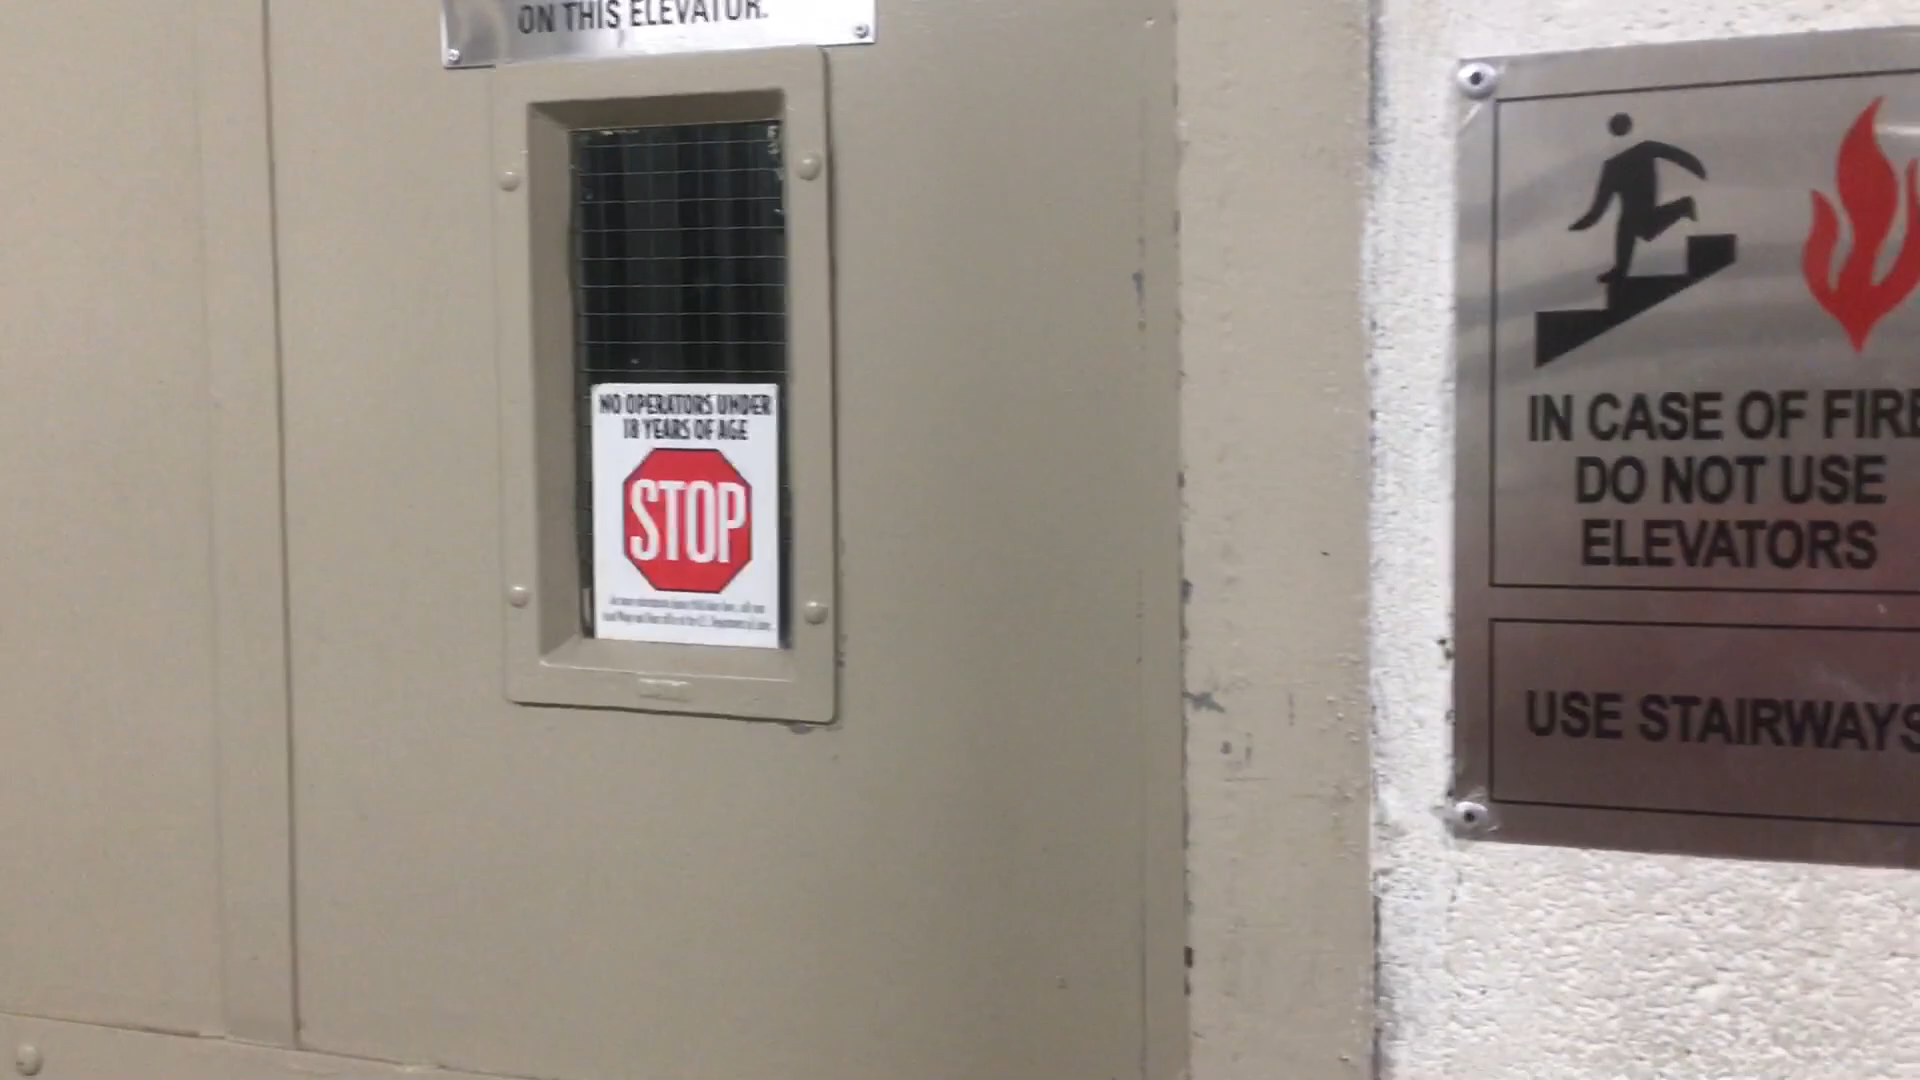 ON THIS ELEVATOR.
NO OPERATORS UNDER
18 YEARS OF AGE
STOP
IN CASE OF FIRE
DO NOT USE
ELEVATORS
USE STAIRWAYS